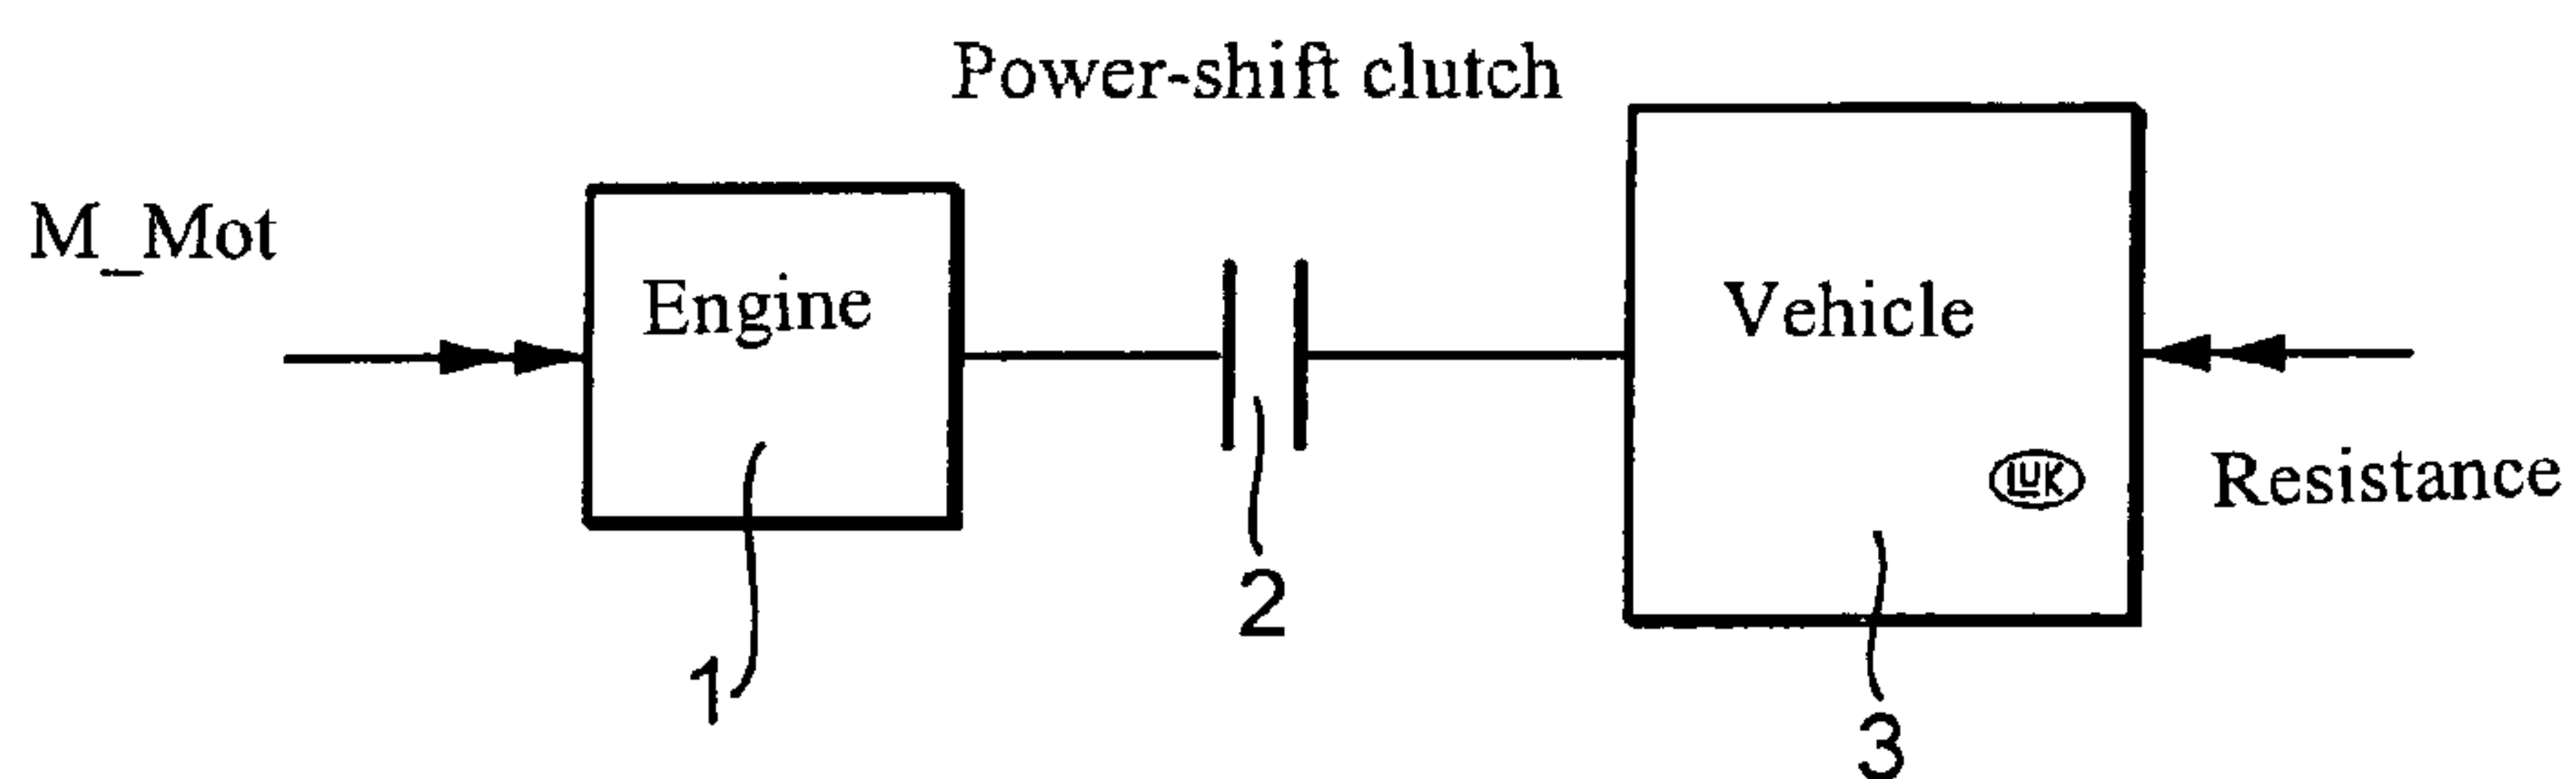 Power-shift clutch
M_Mot
Engine
Vehicle
LUK
Resistance
1
2
3